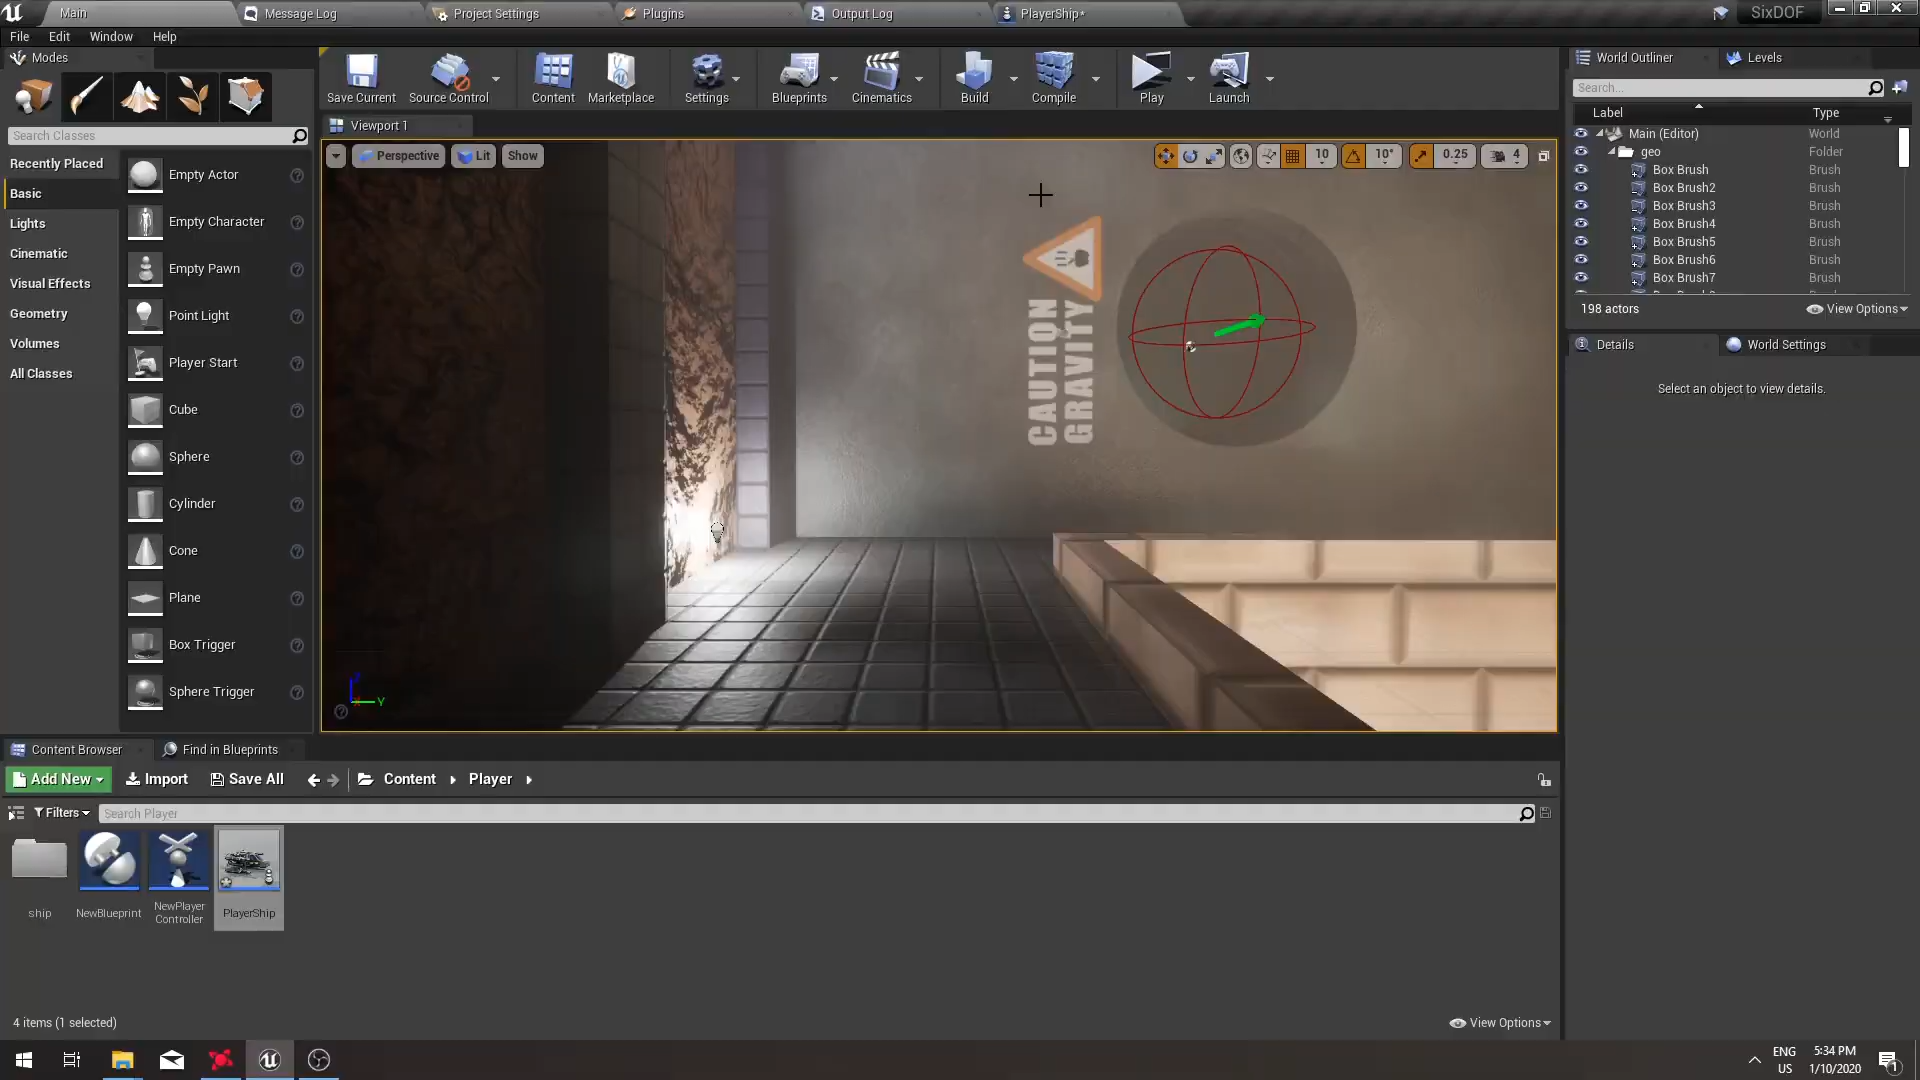 Main
Message Log
Project Settings
Plugins
Output Log
PlayerShip*
SixDOF
File Edit Window Help
Modes
Search Classes
Recently Placed
Basic
Lights
Cinematic
Visual Effects
Geometry
Volumes
All Classes
Empty Actor
Empty Character
Empty Pawn
Point Light
Player Start
Cube
Sphere
Cylinder
Cone
Plane
Box Trigger
Sphere Trigger
Save Current
Source Control
Content
Marketplace
Settings
Blueprints
Cinematics
Build
Compile
Play
Launch
Viewport 1
Perspective Lit Show
10 10° 0.25 4
CAUTION
GRAVITY
Y
World Outliner
Levels
Search...
Label Type
Main (Editor) World
geo Folder
Box Brush Brush
Box Brush2 Brush
Box Brush3 Brush
Box Brush4 Brush
Box Brush5 Brush
Box Brush6 Brush
Box Brush7 Brush
198 actors View Options
Details
World Settings
Select an object to view details.
Content Browser
Find in Blueprints
Add New Import Save All Content Player
Filters Search Player
ship
NewBlueprint
NewPlayer
Controller
PlayerShip
4 items (1 selected)
View Options
ENG
US
5:34 PM
1/10/2020
1